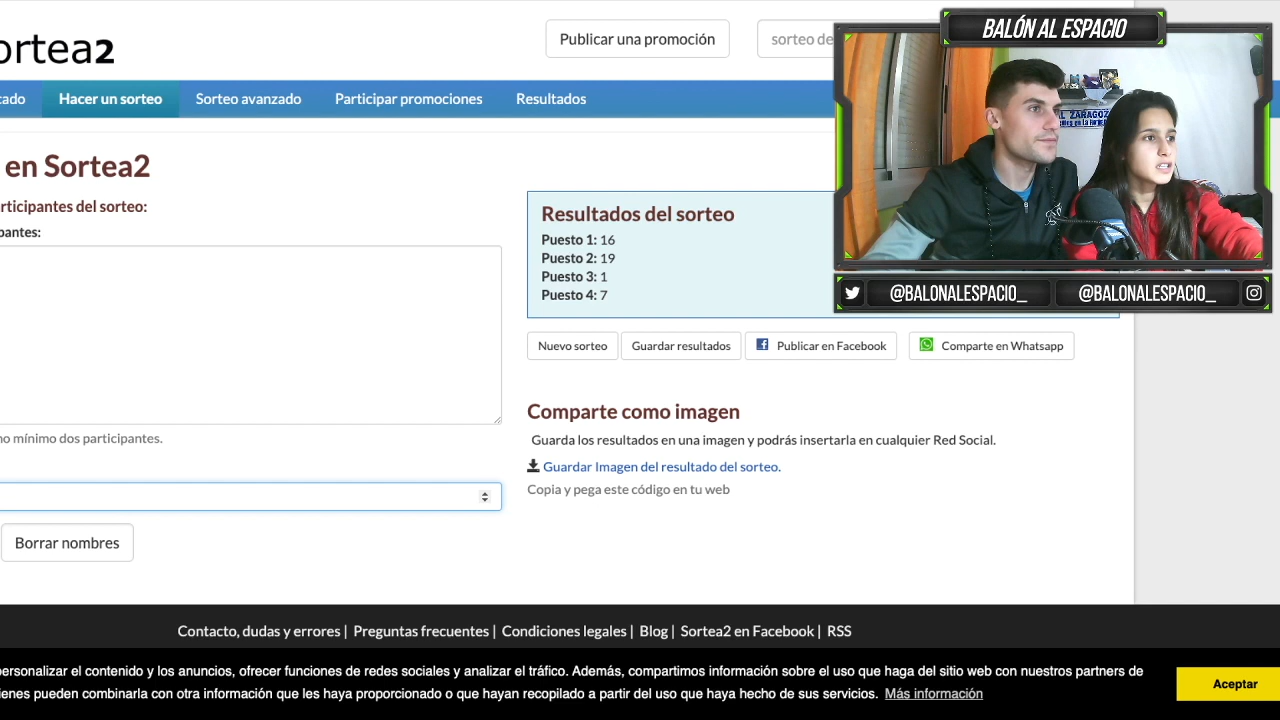 ortea2
Publicar una promoción
sorteo de
BALÓN AL ESPACIO
cado
Hacer un sorteo
Sorteo avanzado
Participar promociones
Resultados
en Sortea2
rticipantes del sorteo:
pantes:
Resultados del sorteo
Puesto 1: 16
Puesto 2: 19
Puesto 3: 1
Puesto 4: 7
ZARAGOZ
@BALONALESPACIO_
@BALONALESPACIO_
Nuevo sorteo
Guardar resultados
Publicar en Facebook
Comparte en Whatsapp
Comparte como imagen
Guarda los resultados en una imagen y podrás insertarla en cualquier Red Social.
Guardar Imagen del resultado del sorteo.
Copia y pega este código en tu web
no mínimo dos participantes.
Borrar nombres
Contacto, dudas y errores | Preguntas frecuentes | Condiciones legales | Blog | Sortea2 en Facebook | RSS
personalizar el contenido y los anuncios, ofrecer funciones de redes sociales y analizar el tráfico. Además, compartimos información sobre el uso que haga del sitio web con nuestros partners de
ienes pueden combinarla con otra información que les haya proporcionado o que hayan recopilado a partir del uso que haya hecho de sus servicios. Más información
Aceptar